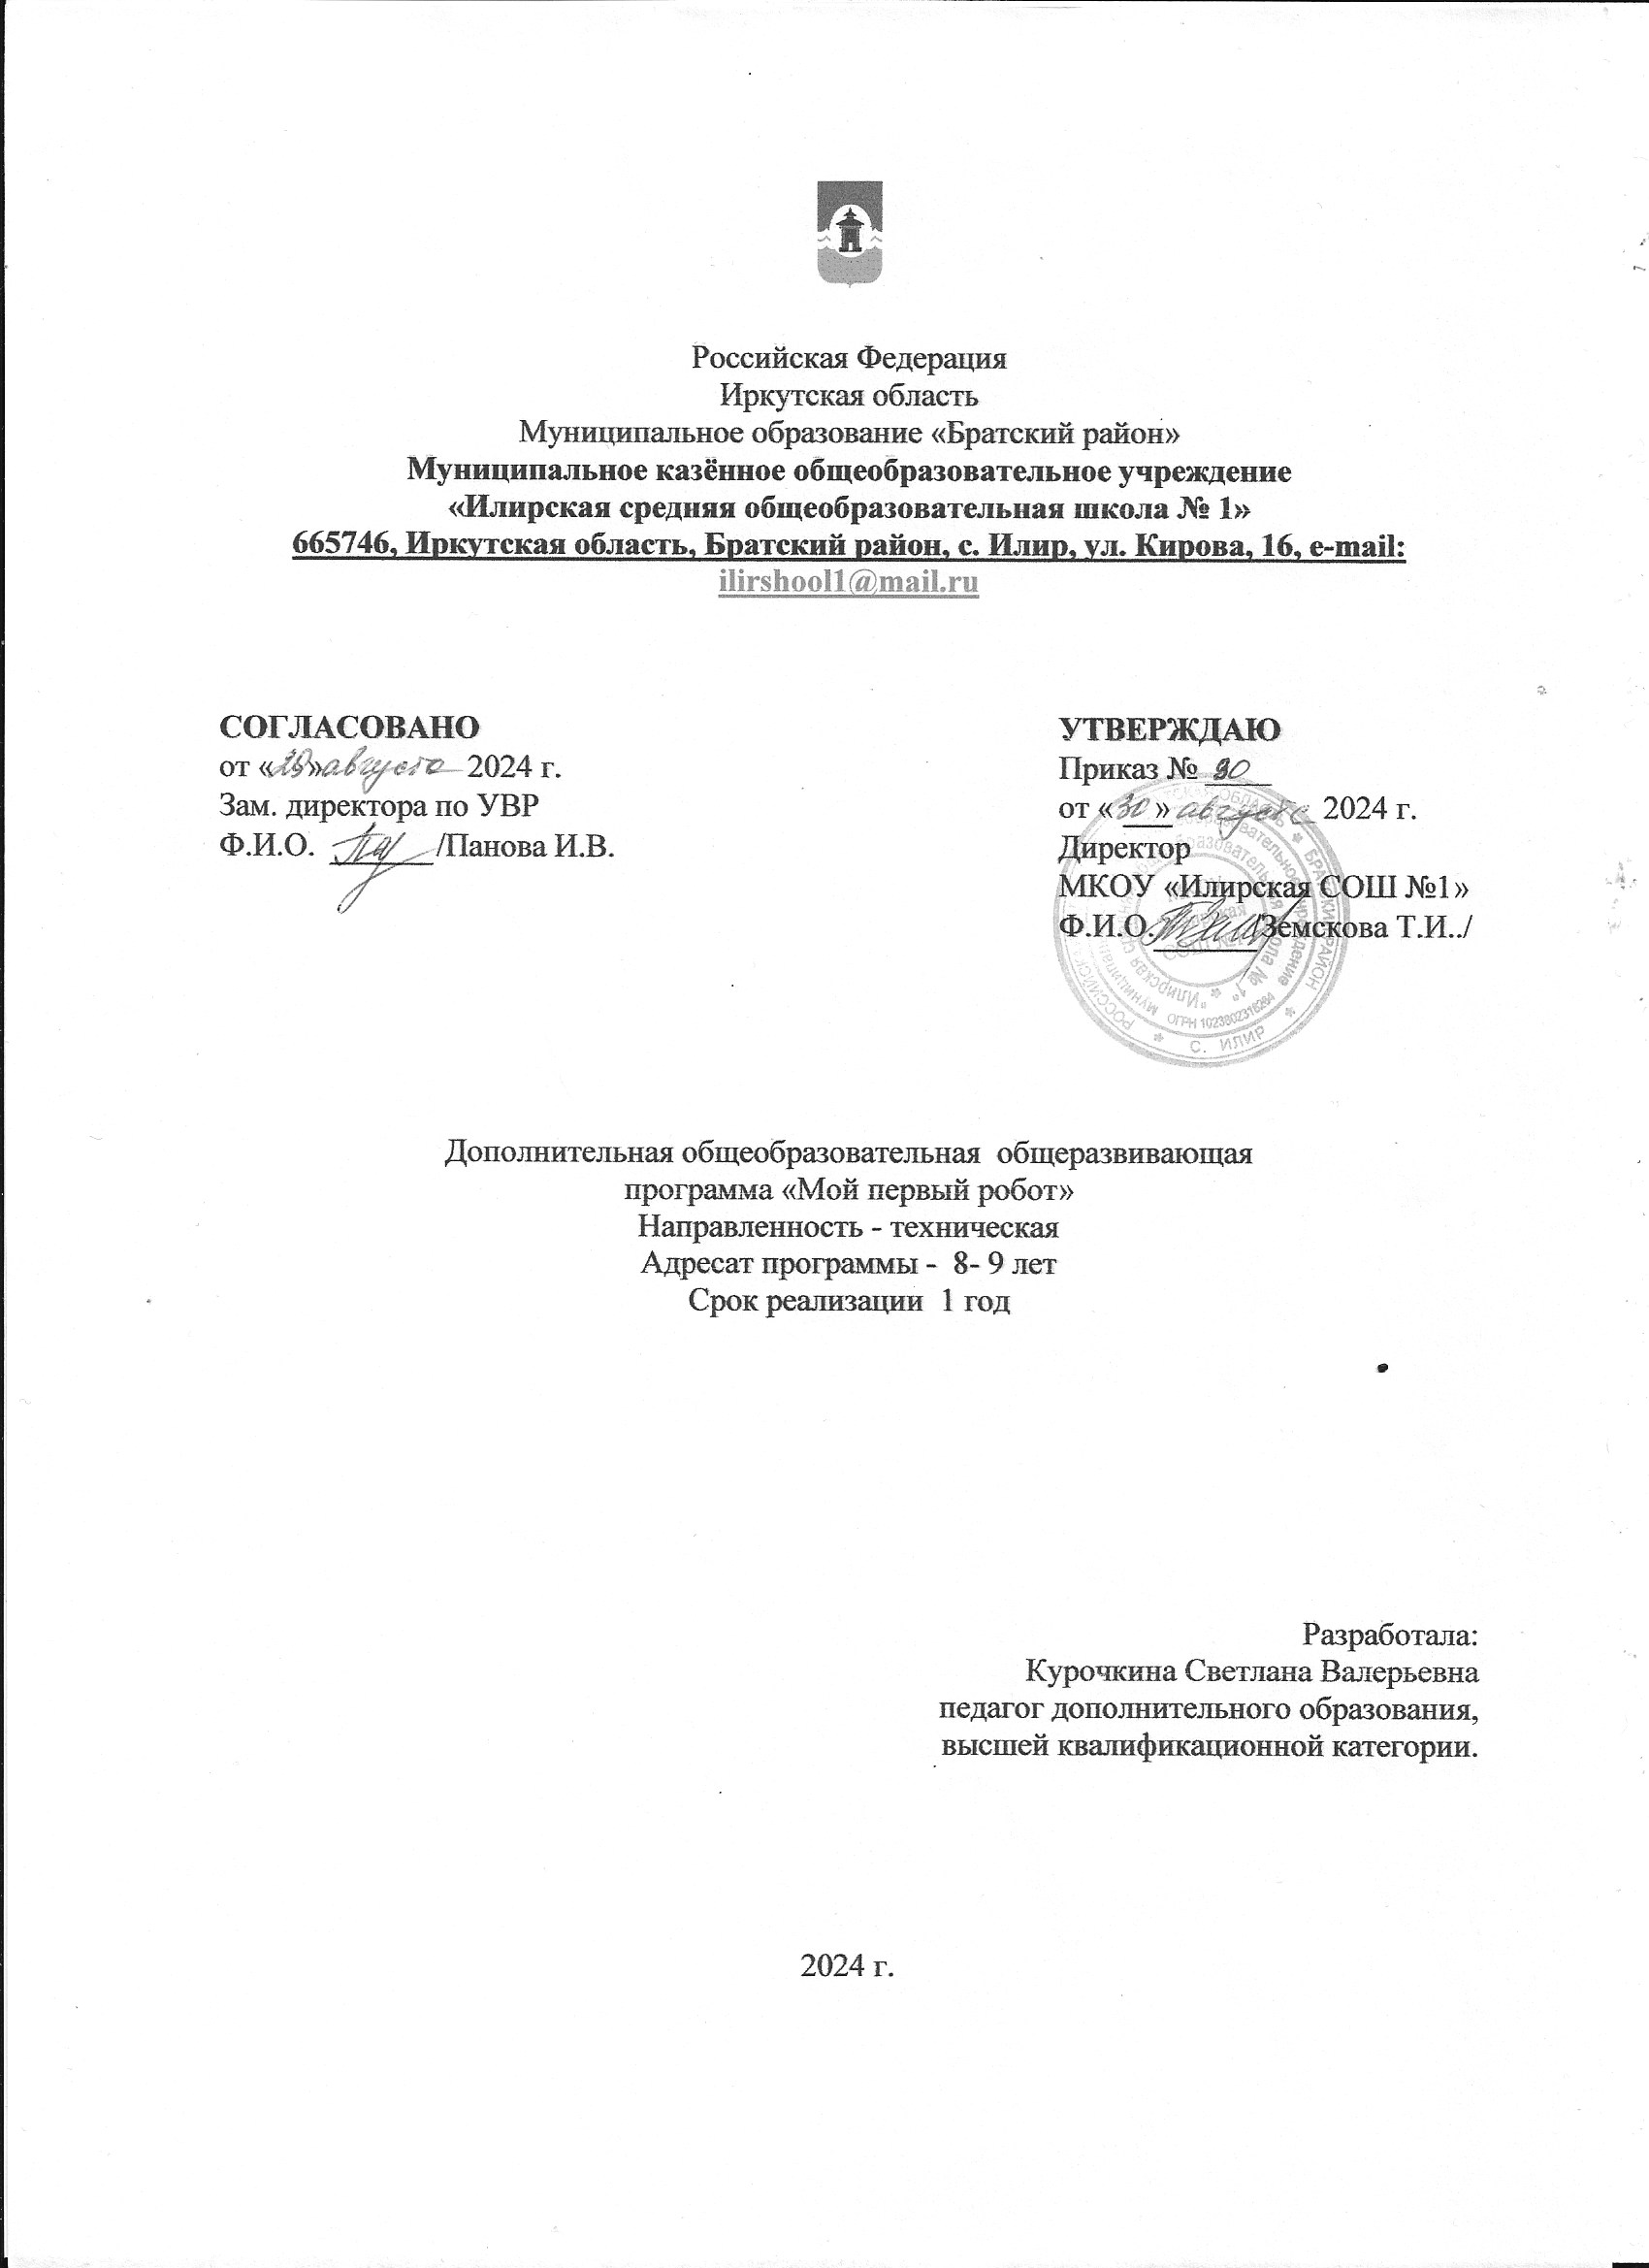 Российская Федерация
Иркутская область
Муниципальное образование «Братский район»
Муниципальное казённое общеобразовательное учреждение
«Илирская средняя общеобразовательная школа № 1»
665746, Иркутская область, Братский район, с. Илир, ул. Кирова, 16, e-mail:
ilirshool1@mail.ru
СОГЛАСОВАНО
от «29» августа 2024 г.
Зам. директора по УВР
Ф.И.О. /Панова И.В.
УТВЕРЖДАЮ
Приказ № 90
от «30» августа 2024 г.
Директор
МКОУ «Илирская СОШ №1»
Ф.И.О. /Земскова Т.И../
С. ИЛИР
Дополнительная общеобразовательная общеразвивающая
программа «Мой первый робот»
Направленность - техническая
Адресат программы - 8- 9 лет
Срок реализации 1 год
Разработала:
Курочкина Светлана Валерьевна
педагог дополнительного образования,
высшей квалификационной категории.
2024 г.